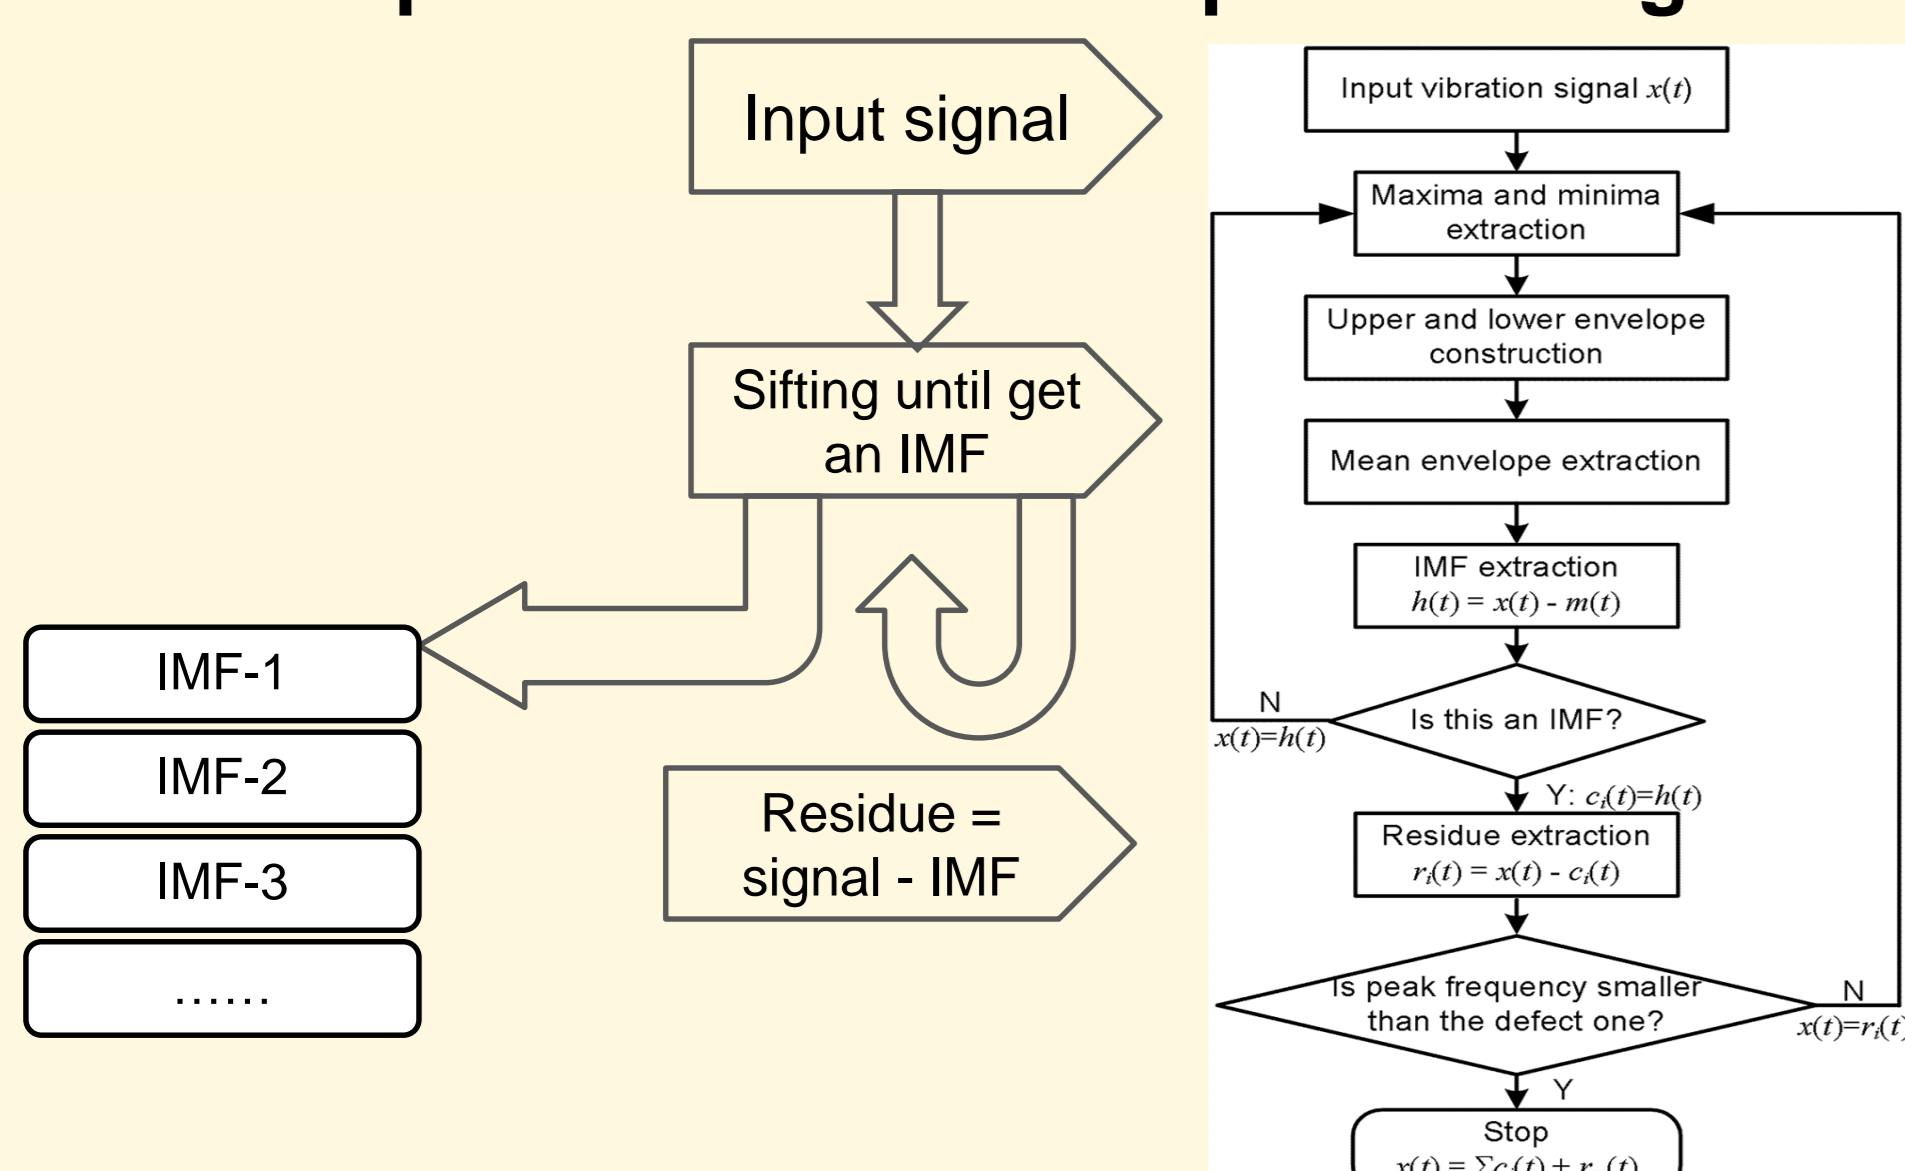 Input signal
Sifting until get
an IMF
IMF-1
IMF-2
IMF-3
......
Residue =
signal - IMF
Input vibration signal x(t)
Maxima and minima
extraction
Upper and lower envelope
construction
Mean envelope extraction
IMF extraction
h(t) = x(t) - m(t)
Is this an IMF?
N
x(t)=h(t)
Y: cᵢ(t)=h(t)
Residue extraction
rᵢ(t) = x(t) - cᵢ(t)
Is peak frequency smaller
than the defect one?
N
x(t)=rᵢ(t)
Y
Stop